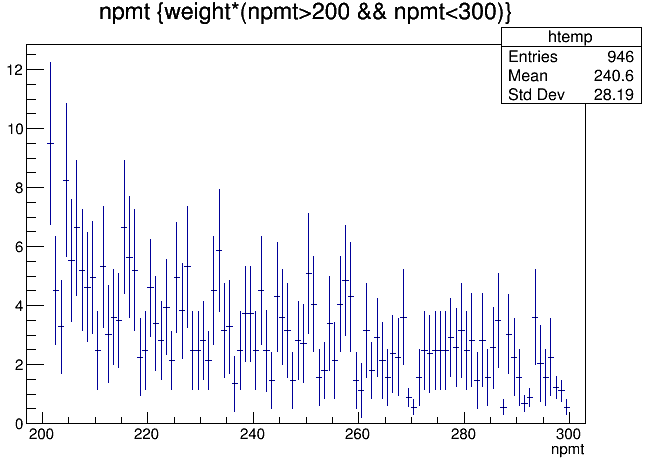 npmt {weight*(npmt>200 && npmt<300)}
htemp
Entries 946
Mean 240.6
Std Dev 28.19
12
10
8
6
4
2
0
200 220 240 260 280 300
npmt